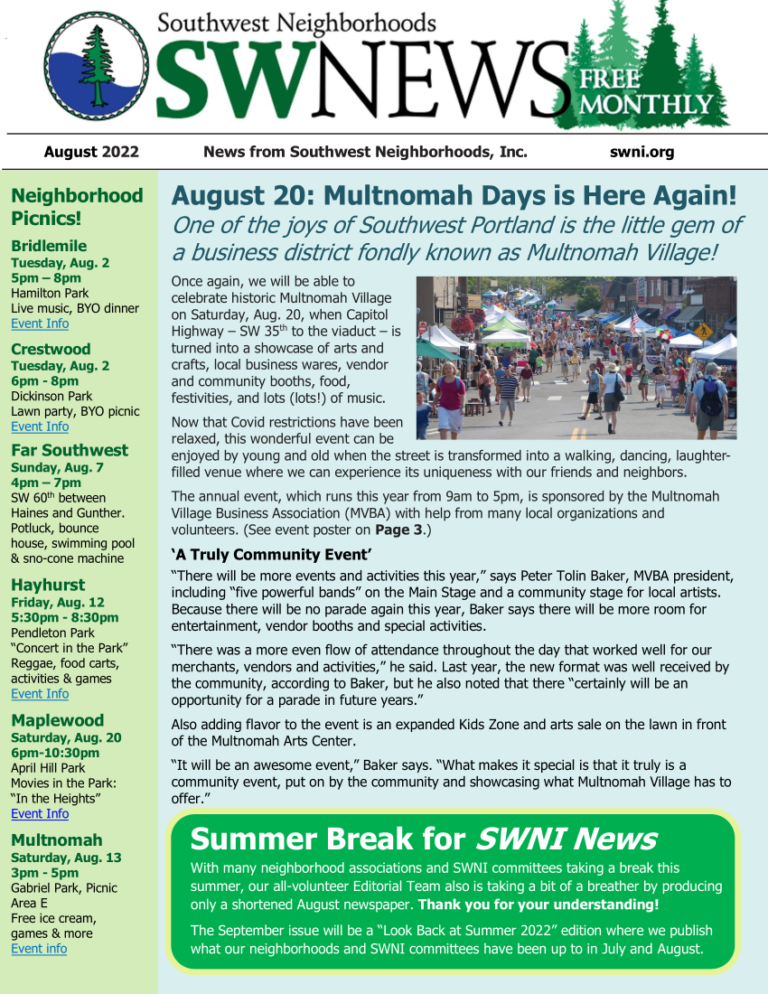 Southwest Neighborhoods
SWNEWS
FREE
MONTHLY
August 2022 News from Southwest Neighborhoods, Inc. swni.org
Neighborhood
Picnics!
Bridlemile
Tuesday, Aug. 2
5pm – 8pm
Hamilton Park
Live music, BYO dinner
Event Info
Crestwood
Tuesday, Aug. 2
6pm - 8pm
Dickinson Park
Lawn party, BYO picnic
Event Info
Far Southwest
Sunday, Aug. 7
4pm – 7pm
SW 60th between
Haines and Gunther.
Potluck, bounce
house, swimming pool
& sno-cone machine
Hayhurst
Friday, Aug. 12
5:30pm - 8:30pm
Pendleton Park
“Concert in the Park”
Reggae, food carts,
activities & games
Event Info
Maplewood
Saturday, Aug. 20
6pm-10:30pm
April Hill Park
Movies in the Park:
“In the Heights”
Event Info
Multnomah
Saturday, Aug. 13
3pm - 5pm
Gabriel Park, Picnic
Area E
Free ice cream,
games & more
Event info
August 20: Multnomah Days is Here Again!
One of the joys of Southwest Portland is the little gem of
a business district fondly known as Multnomah Village!
Once again, we will be able to
celebrate historic Multnomah Village
on Saturday, Aug. 20, when Capitol
Highway – SW 35th to the viaduct – is
turned into a showcase of arts and
crafts, local business wares, vendor
and community booths, food,
festivities, and lots (lots!) of music.
Now that Covid restrictions have been
relaxed, this wonderful event can be
enjoyed by young and old when the street is transformed into a walking, dancing, laughter-
filled venue where we can experience its uniqueness with our friends and neighbors.
The annual event, which runs this year from 9am to 5pm, is sponsored by the Multnomah
Village Business Association (MVBA) with help from many local organizations and
volunteers. (See event poster on Page 3.)
‘A Truly Community Event’
“There will be more events and activities this year,” says Peter Tolin Baker, MVBA president,
including “five powerful bands” on the Main Stage and a community stage for local artists.
Because there will be no parade again this year, Baker says there will be more room for
entertainment, vendor booths and special activities.
“There was a more even flow of attendance throughout the day that worked well for our
merchants, vendors and activities,” he said. Last year, the new format was well received by
the community, according to Baker, but he also noted that there “certainly will be an
opportunity for a parade in future years.”
Also adding flavor to the event is an expanded Kids Zone and arts sale on the lawn in front
of the Multnomah Arts Center.
“It will be an awesome event,” Baker says. “What makes it special is that it truly is a
community event, put on by the community and showcasing what Multnomah Village has to
offer.”
Summer Break for SWNI News
With many neighborhood associations and SWNI committees taking a break this
summer, our all-volunteer Editorial Team also is taking a bit of a breather by producing
only a shortened August newspaper. Thank you for your understanding!
The September issue will be a “Look Back at Summer 2022” edition where we publish
what our neighborhoods and SWNI committees have been up to in July and August.